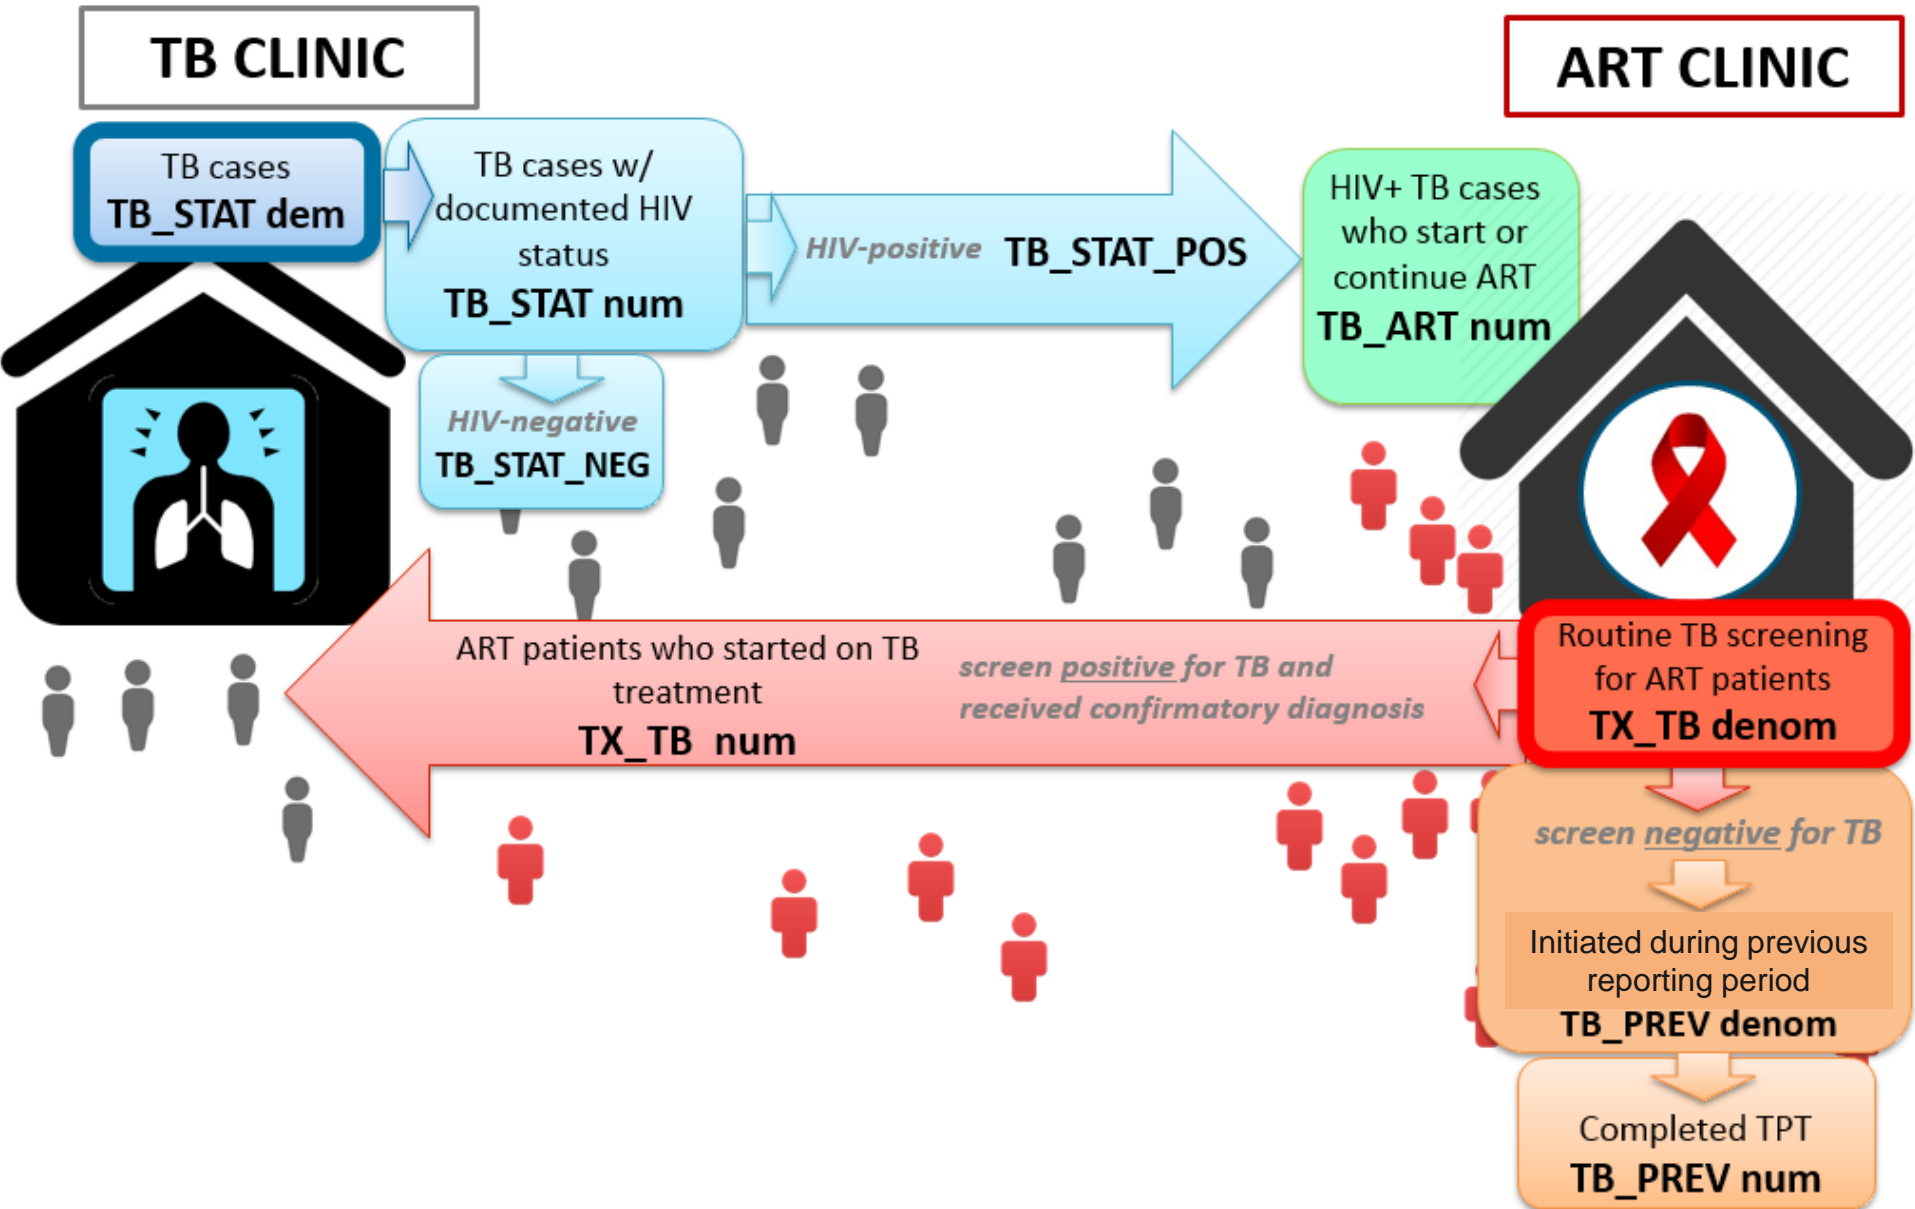 TB CLINIC
ART CLINIC
TB cases
TB_STAT dem
TB cases w/
documented HIV
status
TB_STAT num
HIV-positive TB_STAT_POS
HIV+ TB cases
who start or
continue ART
TB_ART num
HIV-negative
TB_STAT_NEG
ART patients who started on TB
treatment
TX_TB num
screen positive for TB and
received confirmatory diagnosis
Routine TB screening
for ART patients
TX_TB denom
screen negative for TB
Initiated during previous
reporting period
TB_PREV denom
Completed TPT
TB_PREV num